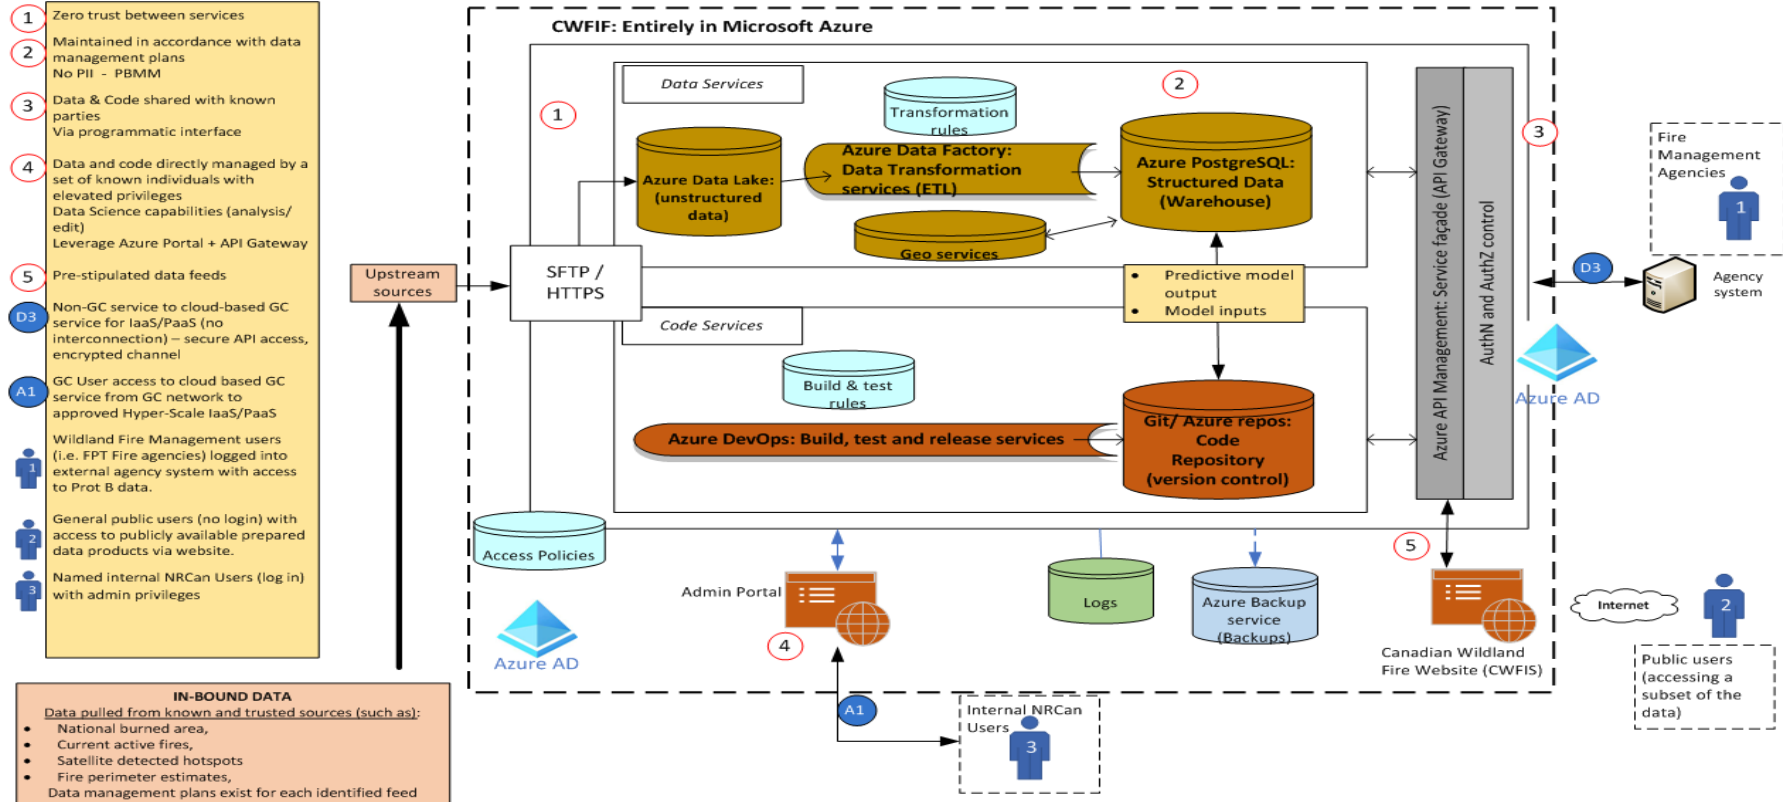 1
Zero trust between services
2
Maintained in accordance with data
management plans
No PII - PBMM
3
Data & Code shared with known
parties
Via programmatic interface
4
Data and code directly managed by a
set of known individuals with
elevated privileges
Data Science capabilities (analysis/
edit)
Leverage Azure Portal + API Gateway
5
Pre-stipulated data feeds
D3
Non-GC service to cloud-based GC
service for IaaS/PaaS (no
interconnection) – secure API access,
encrypted channel
A1
GC User access to cloud based GC
service from GC network to
approved Hyper-Scale IaaS/PaaS
1
Wildland Fire Management users
(i.e. FPT Fire agencies) logged into
external agency system with access
to Prot B data.
2
General public users (no login) with
access to publicly available prepared
data products via website.
3
Named internal NRCan Users (log in)
with admin privileges
IN-BOUND DATA
Data pulled from known and trusted sources (such as):
• National burned area,
• Current active fires,
• Satellite detected hotspots
• Fire perimeter estimates,
Data management plans exist for each identified feed
Upstream
sources
CWFIF: Entirely in Microsoft Azure
1
SFTP /
HTTPS
Data Services
Transformation
rules
2
Azure Data Lake:
(unstructured
data)
Azure Data Factory:
Data Transformation
services (ETL)
Azure PostgreSQL:
Structured Data
(Warehouse)
Geo services
• Predictive model
output
• Model inputs
Code Services
Build & test
rules
Azure DevOps: Build, test and release services
Git/ Azure repos:
Code
Repository
(version control)
Azure API Management: Service façade (API Gateway)
AuthN and AuthZ control
3
Azure AD
Access Policies
Azure AD
Admin Portal
4
Logs
Azure Backup
service
(Backups)
5
Canadian Wildland
Fire Website (CWFIS)
A1
Internal NRCan
Users
3
Fire
Management
Agencies
1
D3
Agency
system
Internet
2
Public users
(accessing a
subset of the
data)